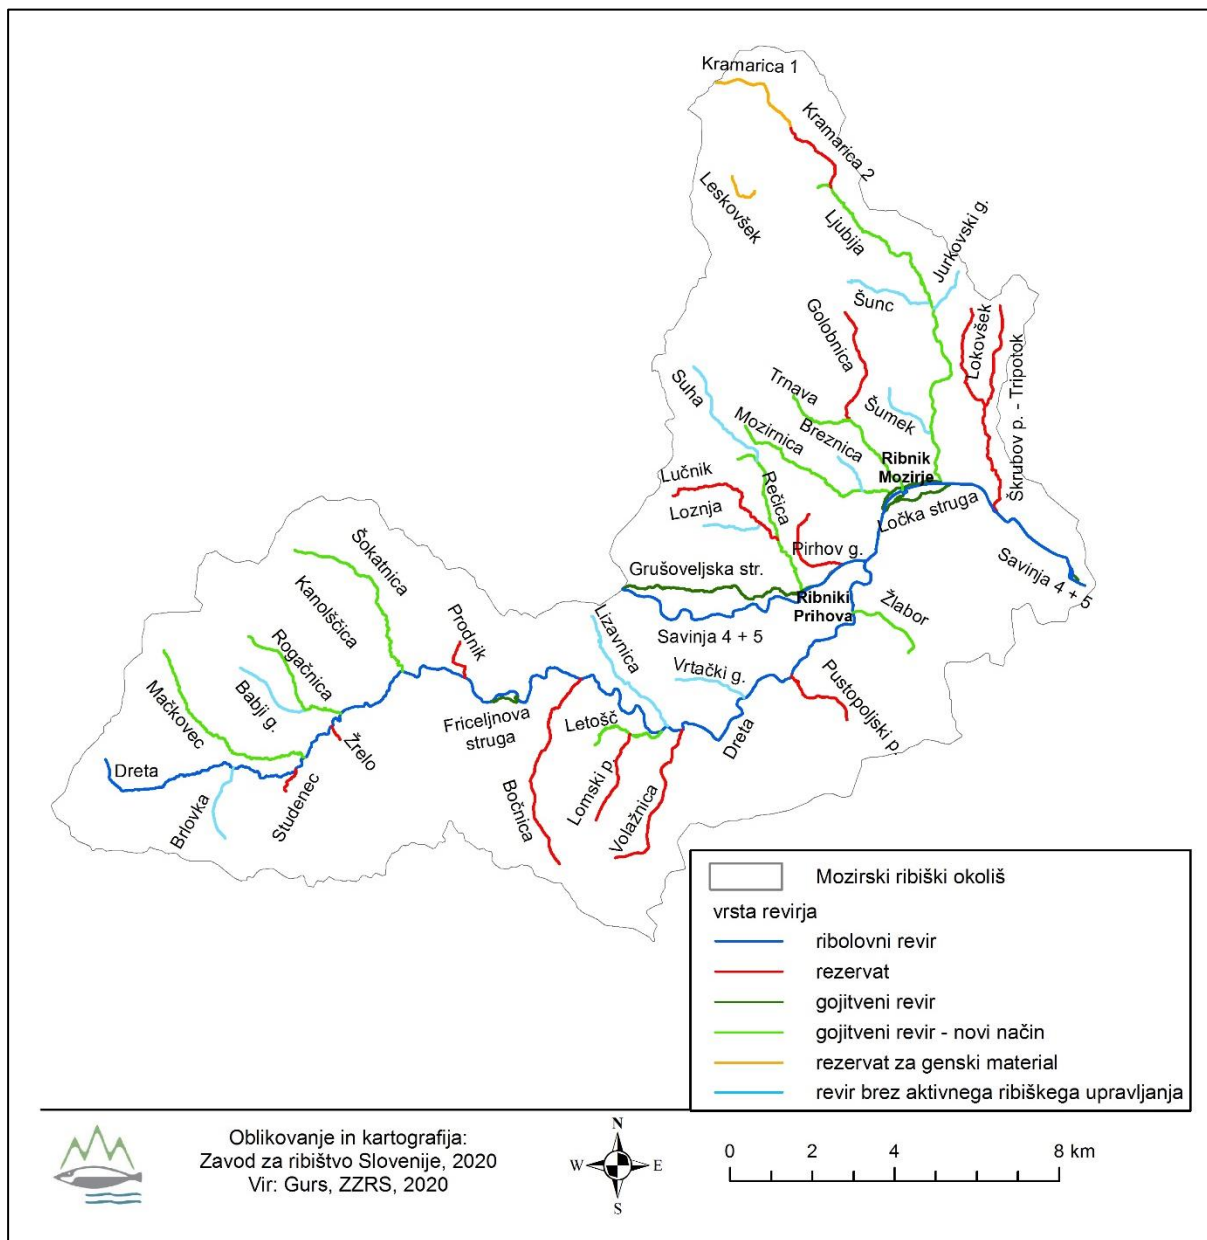 Kramarica 1
Kramarica 2
Leskovšek
Ljubija
Jurkovski g.
Šunc
Golobnica
Lokovšek
Škrubov p. - Tripotok
Suha
Trnava
Šumek
Mozirnica
Breznica
Ribnik
Mozirje
Lučnik
Rečica
Loznja
Ločka struga
Pirhov g.
Šokatnica
Grušoveljska str.
Savinja 4 + 5
Kanolščica
Ribniki
Prihova
Žlabor
Lizavnica
Savinja 4 + 5
Prodnik
Rogačnica
Vrtački g.
Babji g.
Mačkovec
Pustopoljski p.
Friceljnova
struga
Letošč
Dreta
Žrelo
Dreta
Lomski p.
Bočnica
Volažnica
Studenec
Brlovka
Mozirski ribiški okoliš
vrsta revirja
ribolovni revir
rezervat
gojitveni revir
gojitveni revir - novi način
rezervat za genski material
revir brez aktivnega ribiškega upravljanja
Oblikovanje in kartografija:
Zavod za ribištvo Slovenije, 2020
Vir: Gurs, ZZRS, 2020
N
W E
S
0 2 4 8 km